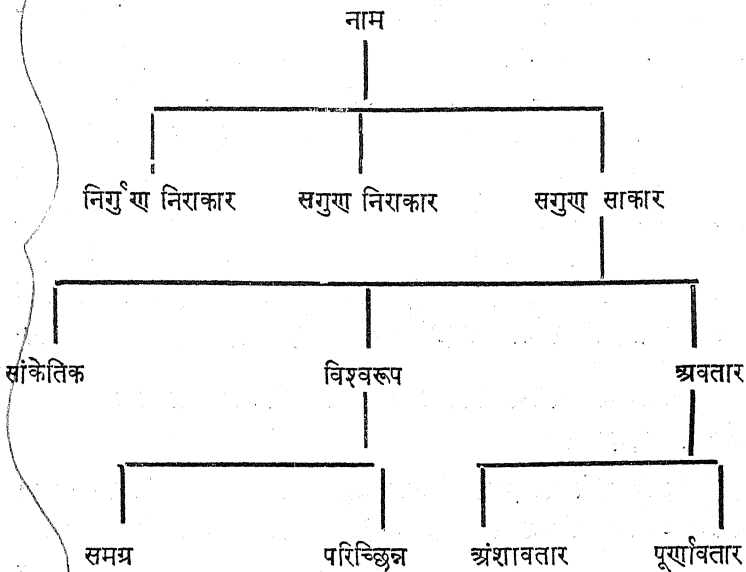 नाम
निर्गुण निराकार सगुण निराकार सगुण साकार
सांकेतिक विश्वरूप अवतार
समग्र परिच्छिन्न अंशावतार पूर्णावतार